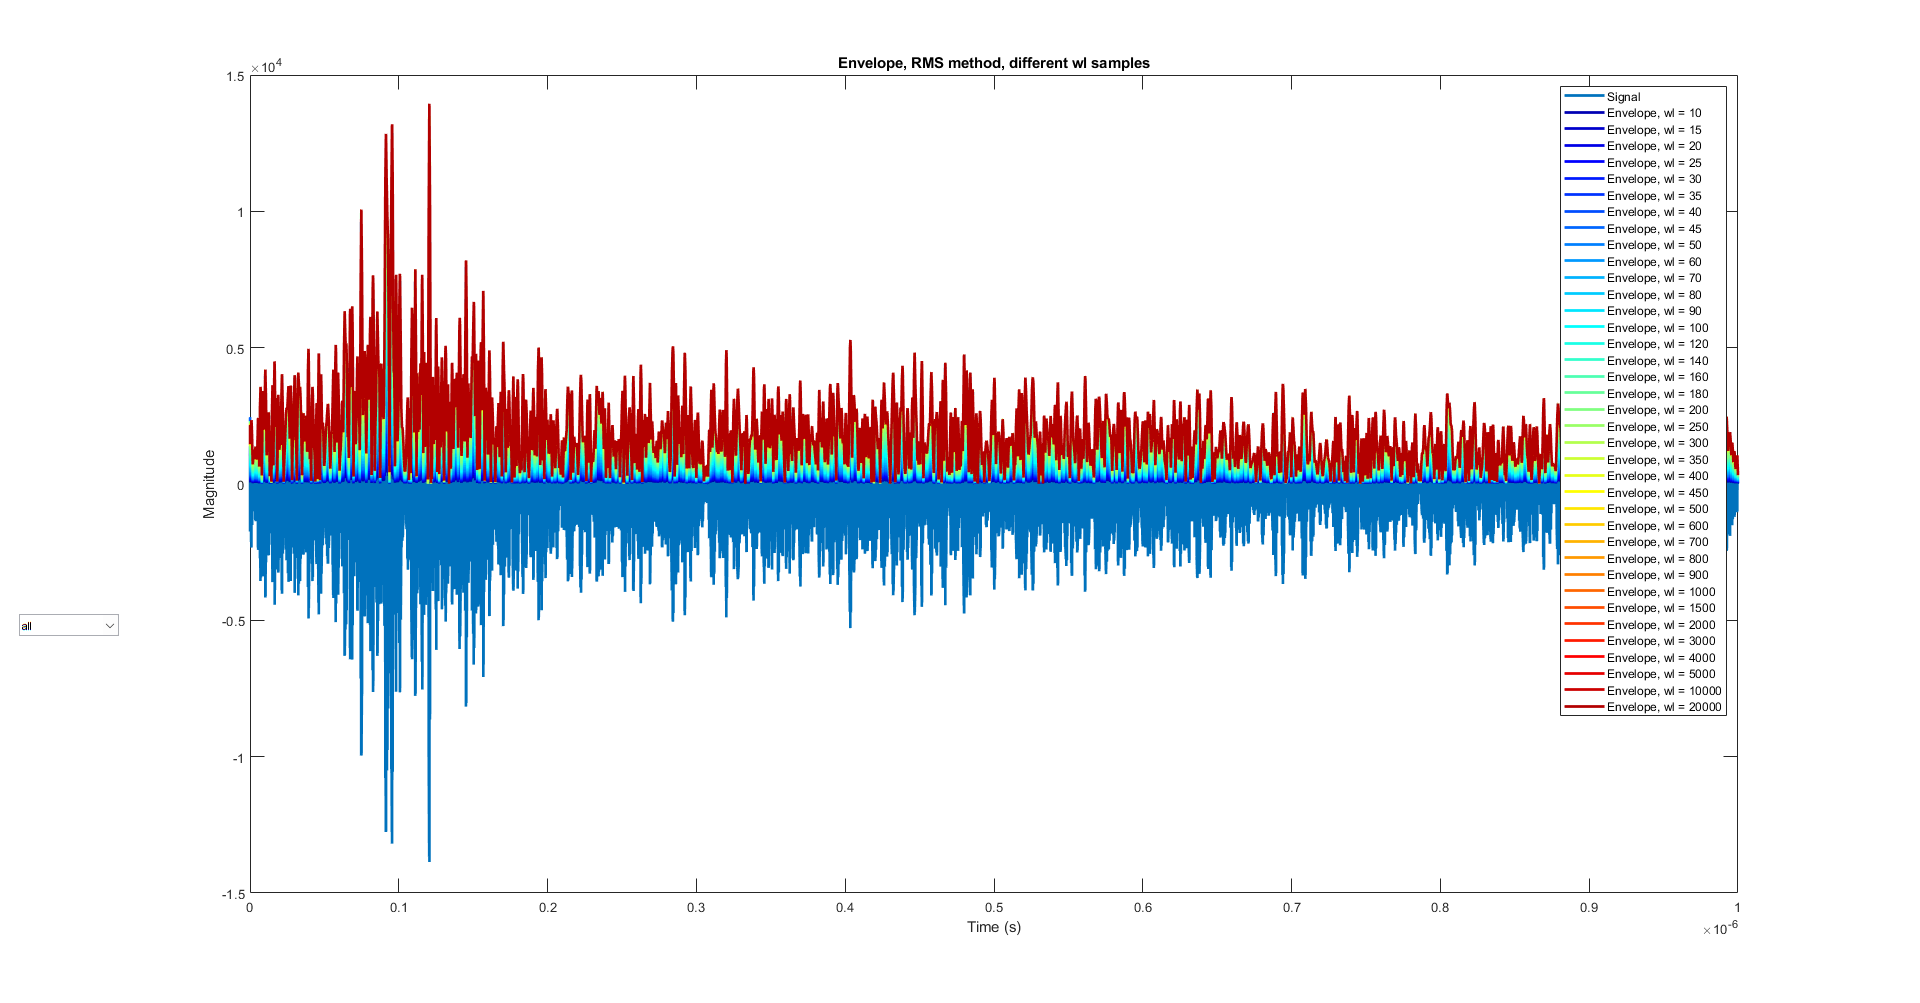 Envelope, RMS method, different wl samples
×10^4
1.5
1
0.5
0
-0.5
-1
-1.5
Magnitude
0 0.1 0.2 0.3 0.4 0.5 0.6 0.7 0.8 0.9 1
×10^-6
Time (s)
all
Signal
Envelope, wl = 10
Envelope, wl = 15
Envelope, wl = 20
Envelope, wl = 25
Envelope, wl = 30
Envelope, wl = 35
Envelope, wl = 40
Envelope, wl = 45
Envelope, wl = 50
Envelope, wl = 60
Envelope, wl = 70
Envelope, wl = 80
Envelope, wl = 90
Envelope, wl = 100
Envelope, wl = 120
Envelope, wl = 140
Envelope, wl = 160
Envelope, wl = 180
Envelope, wl = 200
Envelope, wl = 250
Envelope, wl = 300
Envelope, wl = 350
Envelope, wl = 400
Envelope, wl = 450
Envelope, wl = 500
Envelope, wl = 600
Envelope, wl = 700
Envelope, wl = 800
Envelope, wl = 900
Envelope, wl = 1000
Envelope, wl = 1500
Envelope, wl = 2000
Envelope, wl = 3000
Envelope, wl = 4000
Envelope, wl = 5000
Envelope, wl = 10000
Envelope, wl = 20000